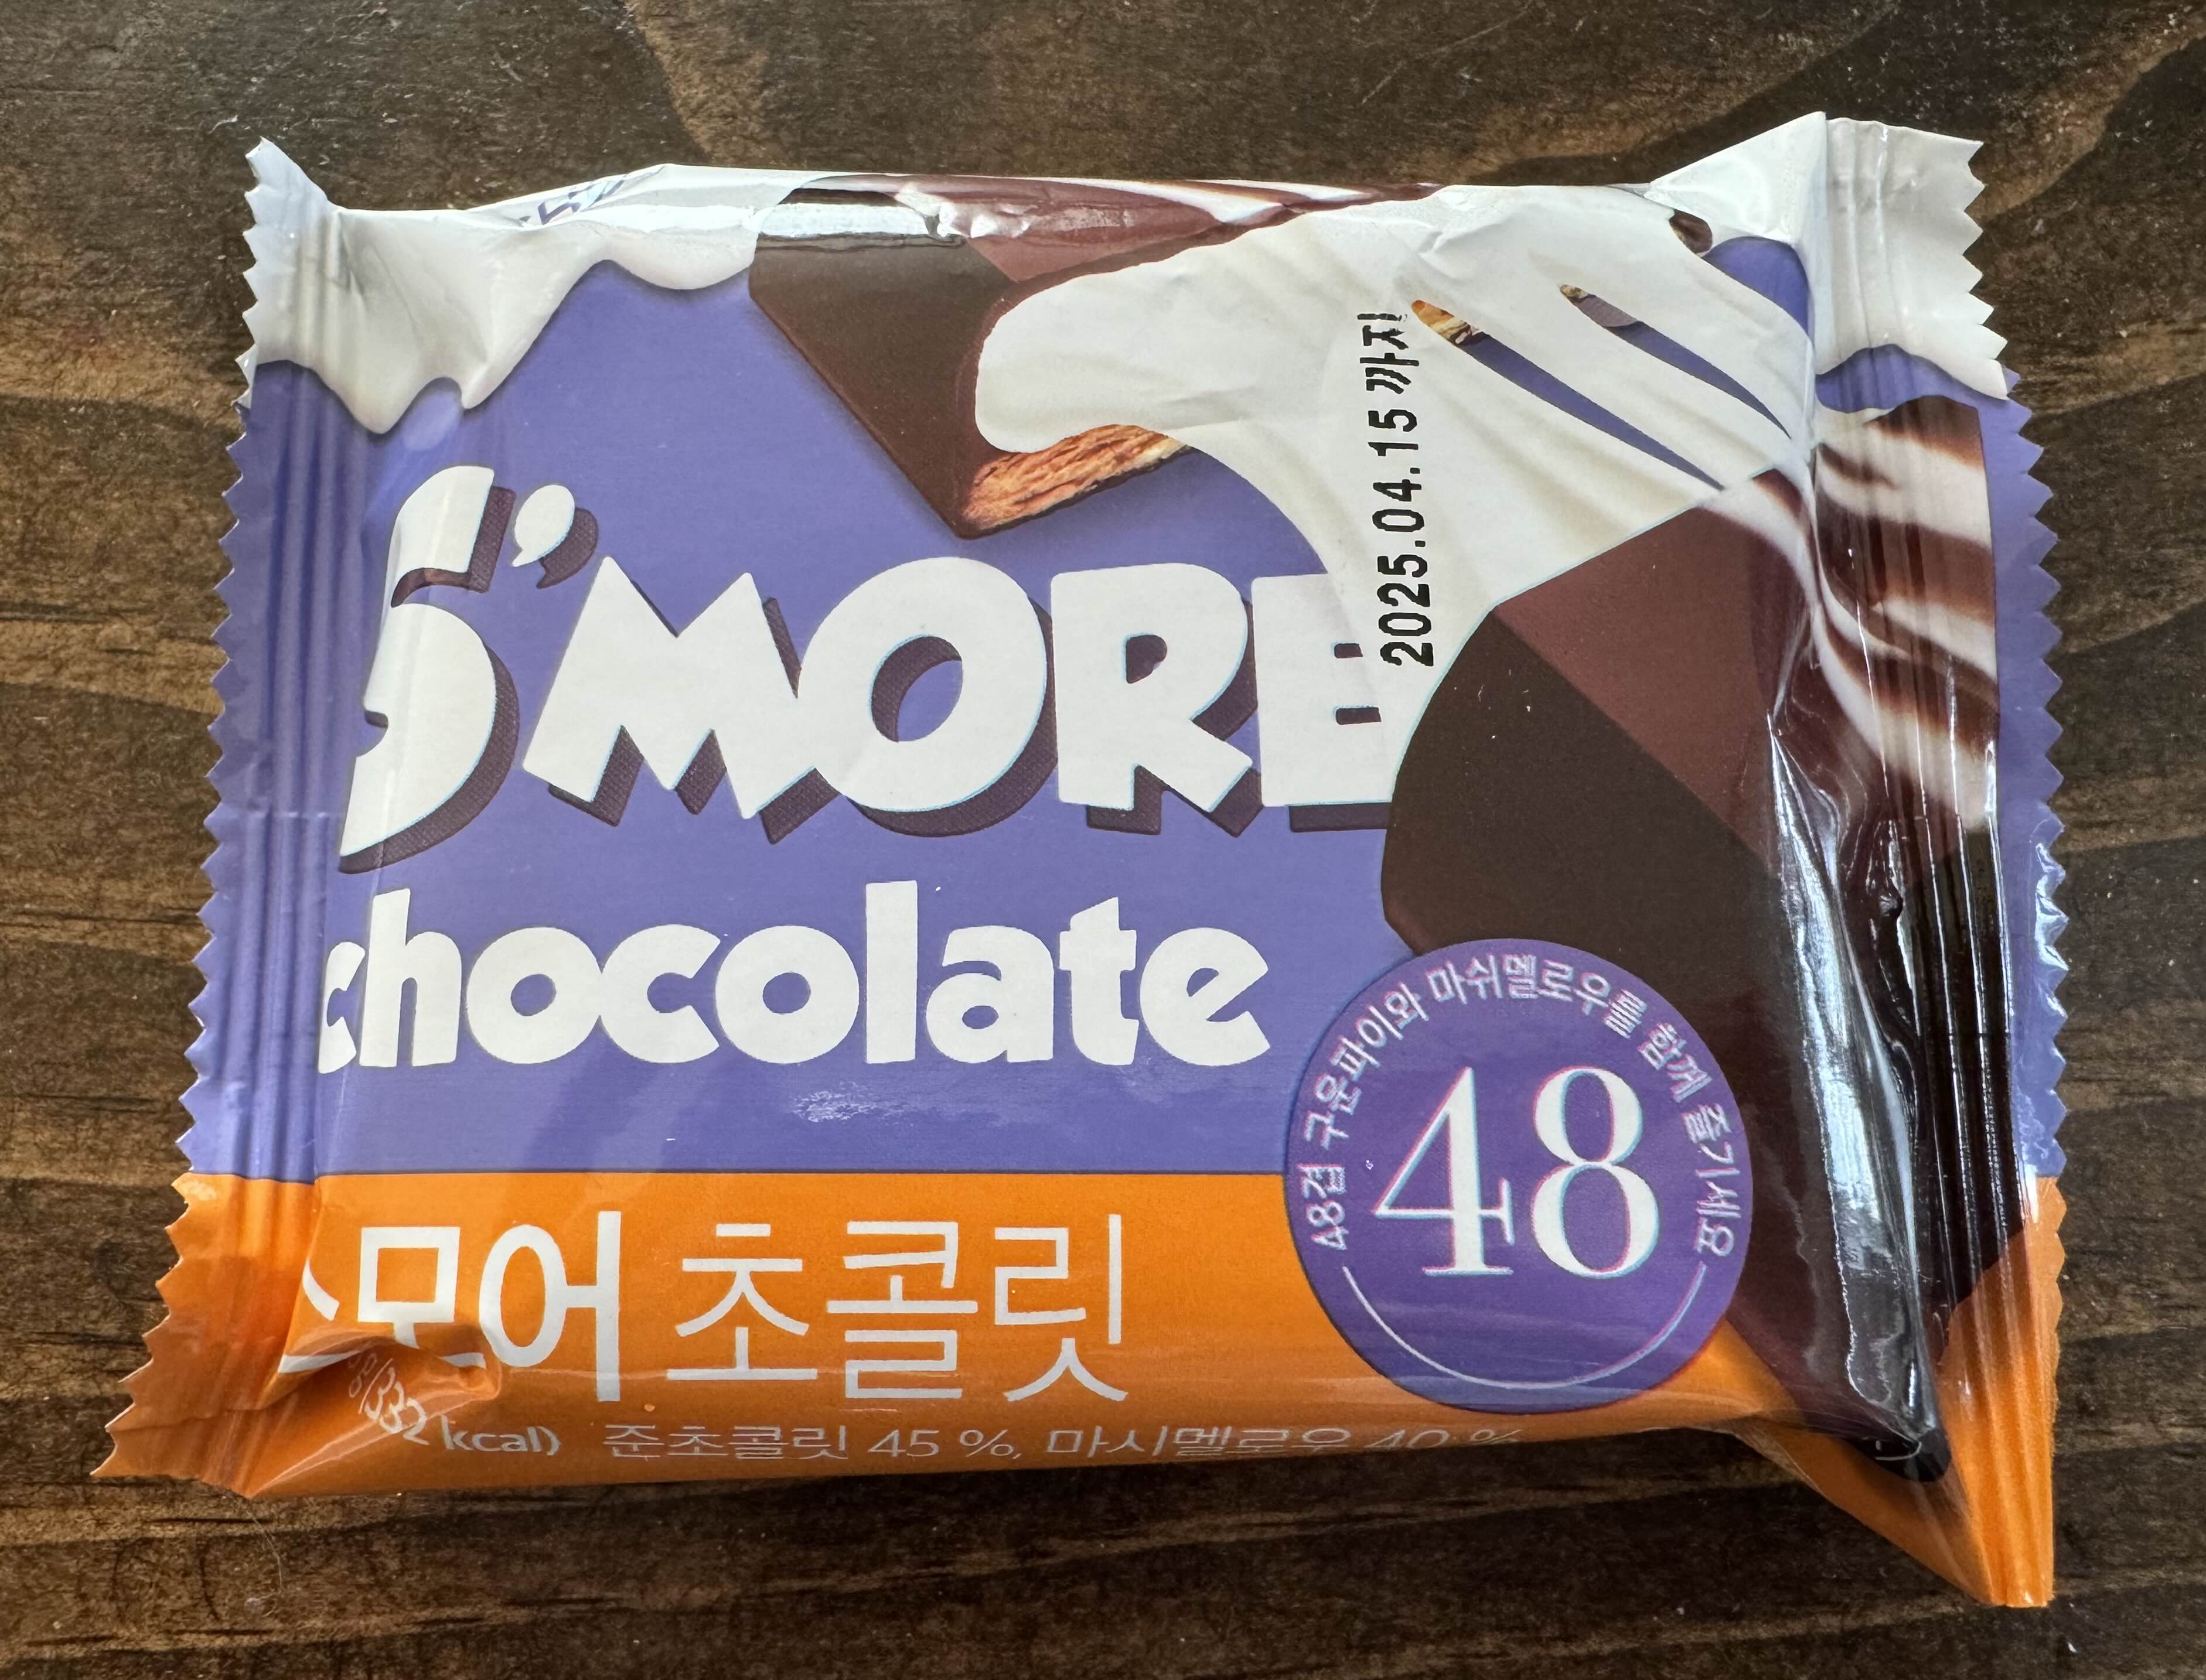 S'MORE
chocolate
2025.04.15 까지
48겹 구운파이와 마쉬멜로우를 함께 즐기세요
48
스모어 초콜릿
332 kcal) 준초콜릿 45 %, 마시멜로우 40 %